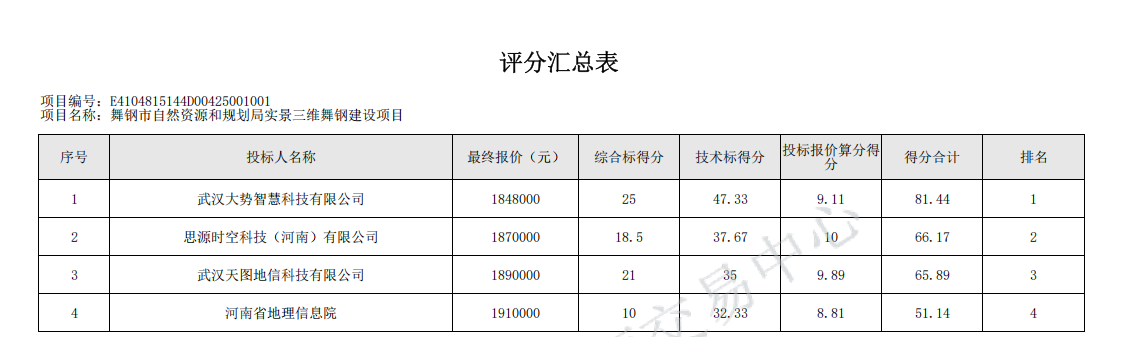 评分汇总表
项目编号: E4104815144D00425001001
项目名称: 舞钢市自然资源和规划局实景三维舞钢建设项目
序号 投标人名称 最终报价（元） 综合标得分 技术标得分 投标报价算分得分 得分合计 排名
1 武汉大势智慧科技有限公司 1848000 25 47.33 9.11 81.44 1
2 思源时空科技（河南）有限公司 1870000 18.5 37.67 10 66.17 2
3 武汉天图地信科技有限公司 1890000 21 35 9.89 65.89 3
4 河南省地理信息院 1910000 10 32.33 8.81 51.14 4
交易中心